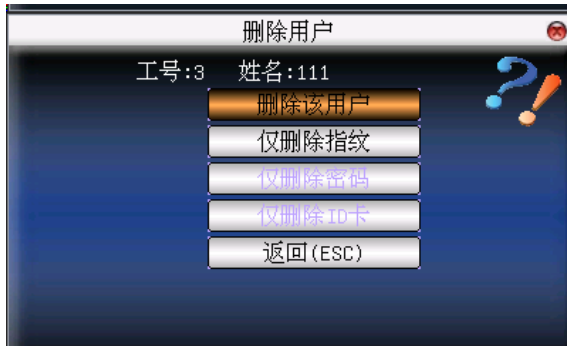 删除用户
工号:3 姓名:111
删除该用户
仅删除指纹
仅删除密码
仅删除ID卡
返回(ESC)